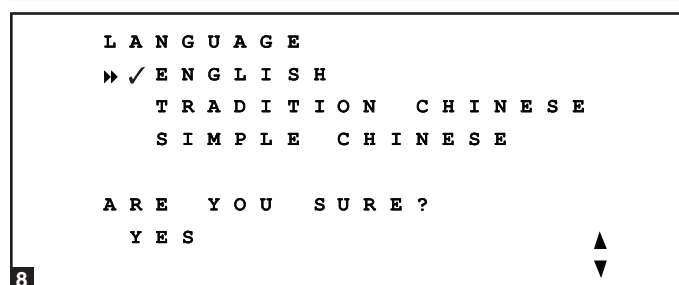 LANGUAGE
✓ ENGLISH
TRADITION CHINESE
SIMPLE CHINESE
ARE YOU SURE?
YES
8